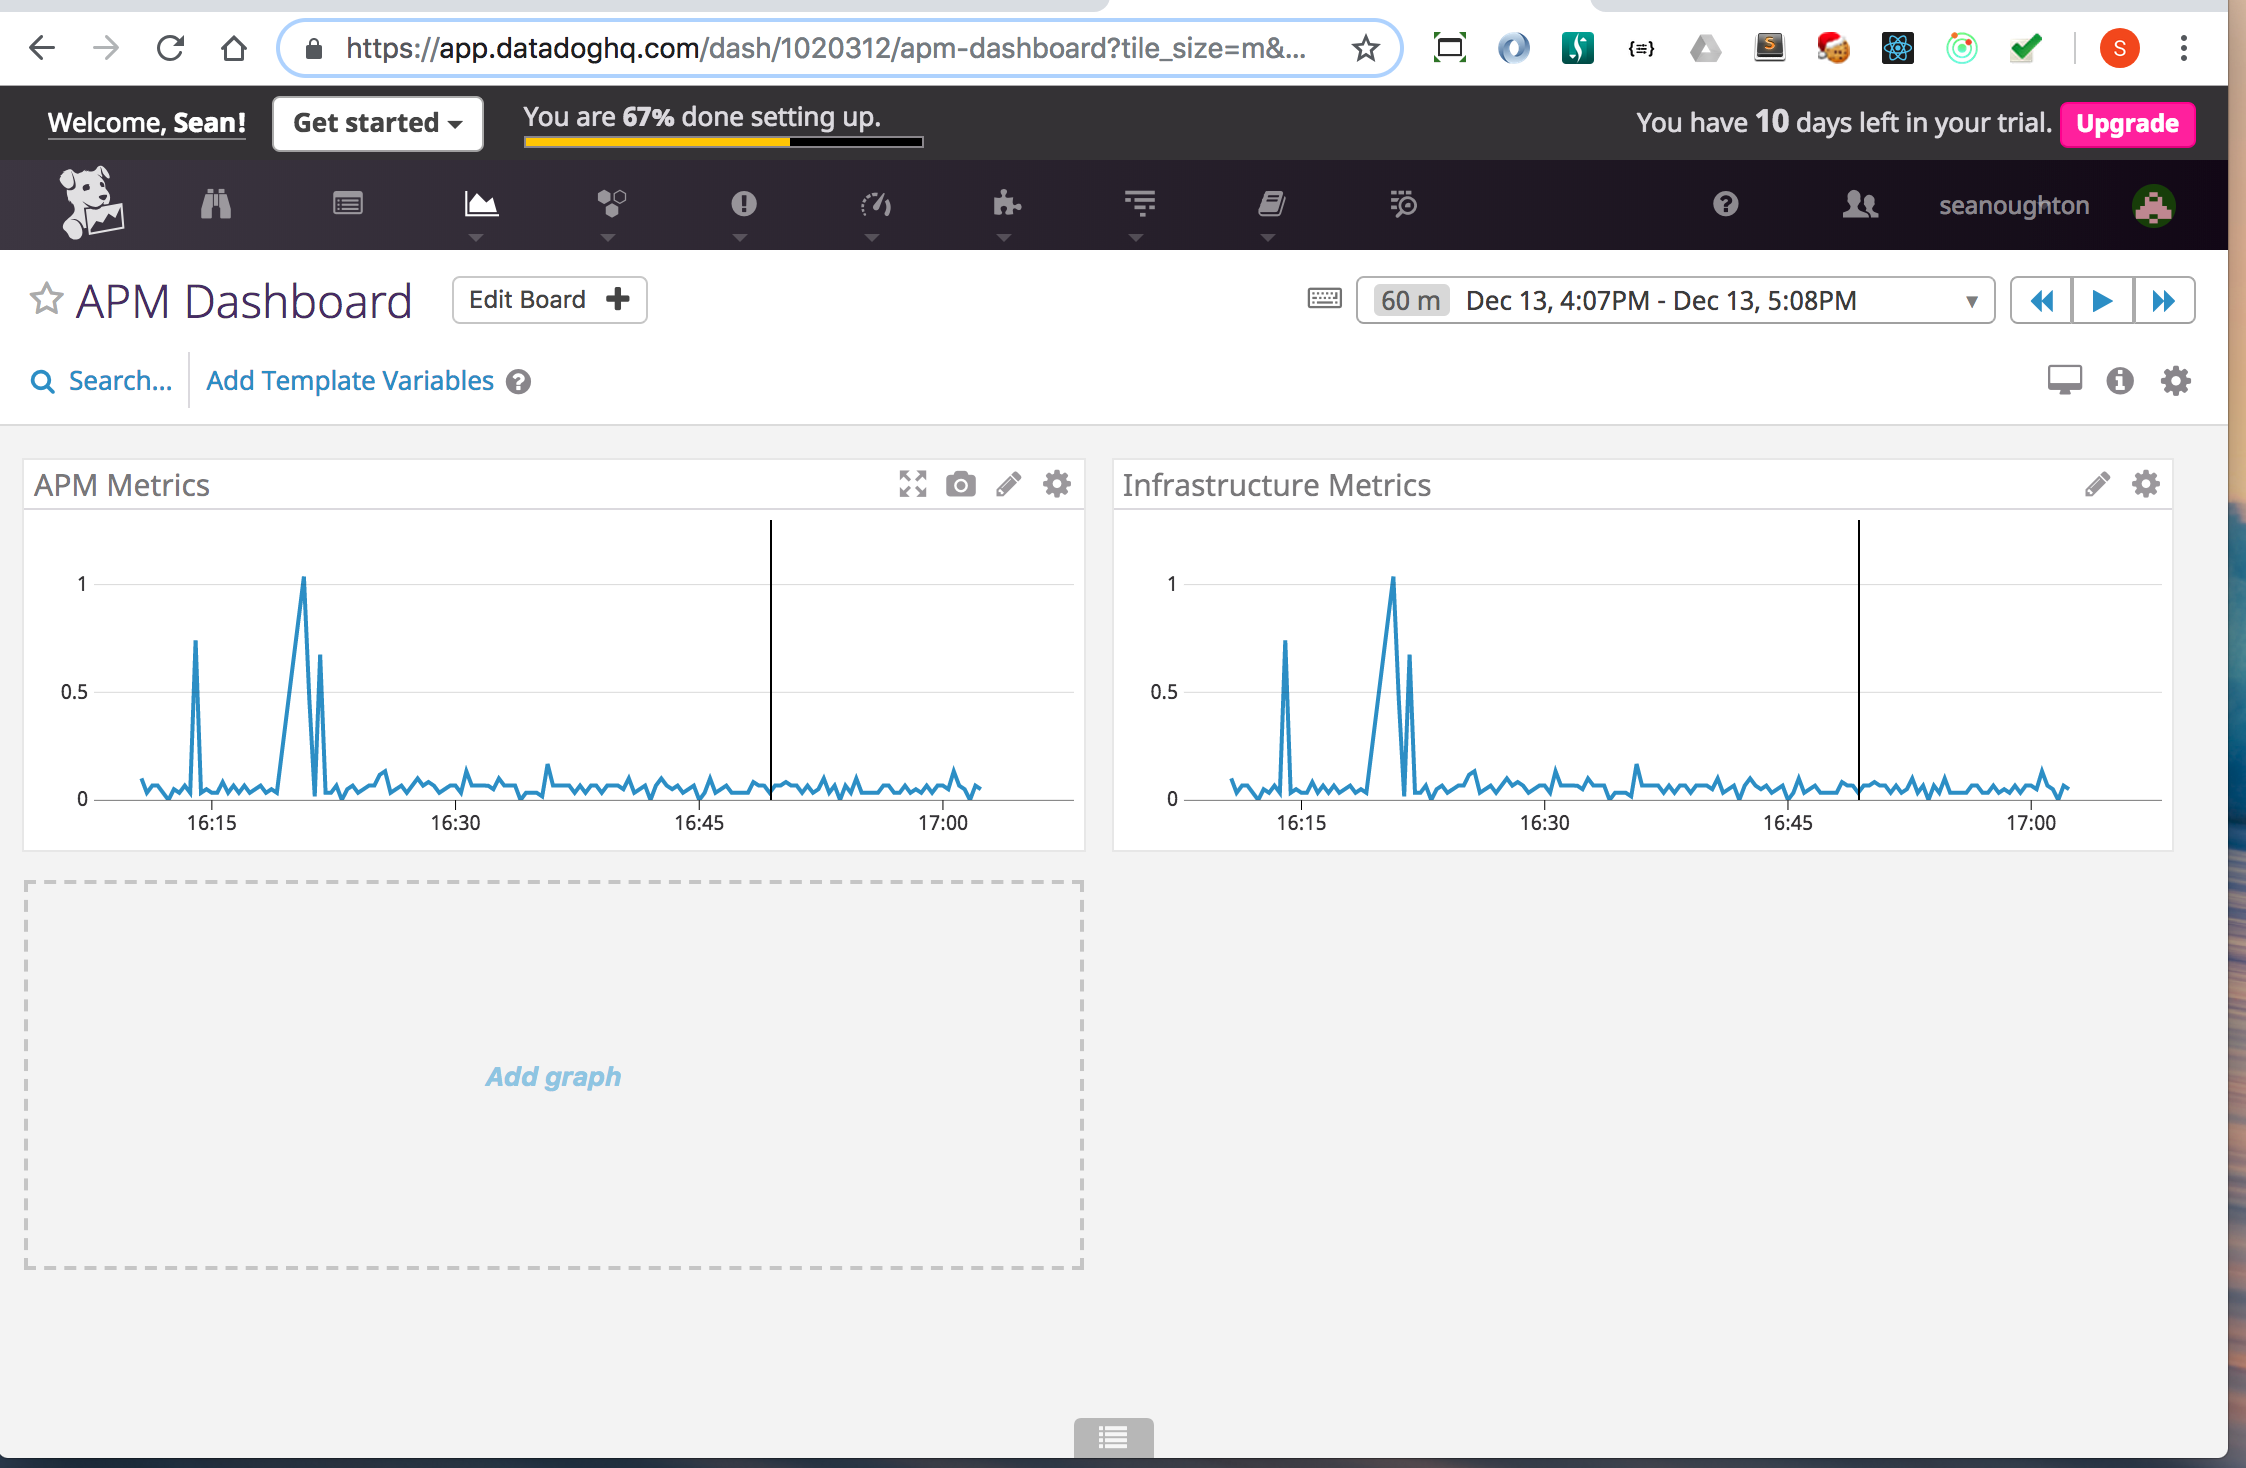 https://app.datadoghq.com/dash/1020312/apm-dashboard?tile_size=m&...
S
{≡}
S
Welcome, Sean!
Get started
You are 67% done setting up.
You have 10 days left in your trial.
Upgrade
seanoughton
APM Dashboard
Edit Board
60 m Dec 13, 4:07PM - Dec 13, 5:08PM
Search...
Add Template Variables
APM Metrics
1
0.5
0
16:15 16:30 16:45 17:00
Infrastructure Metrics
1
0.5
0
16:15 16:30 16:45 17:00
Add graph